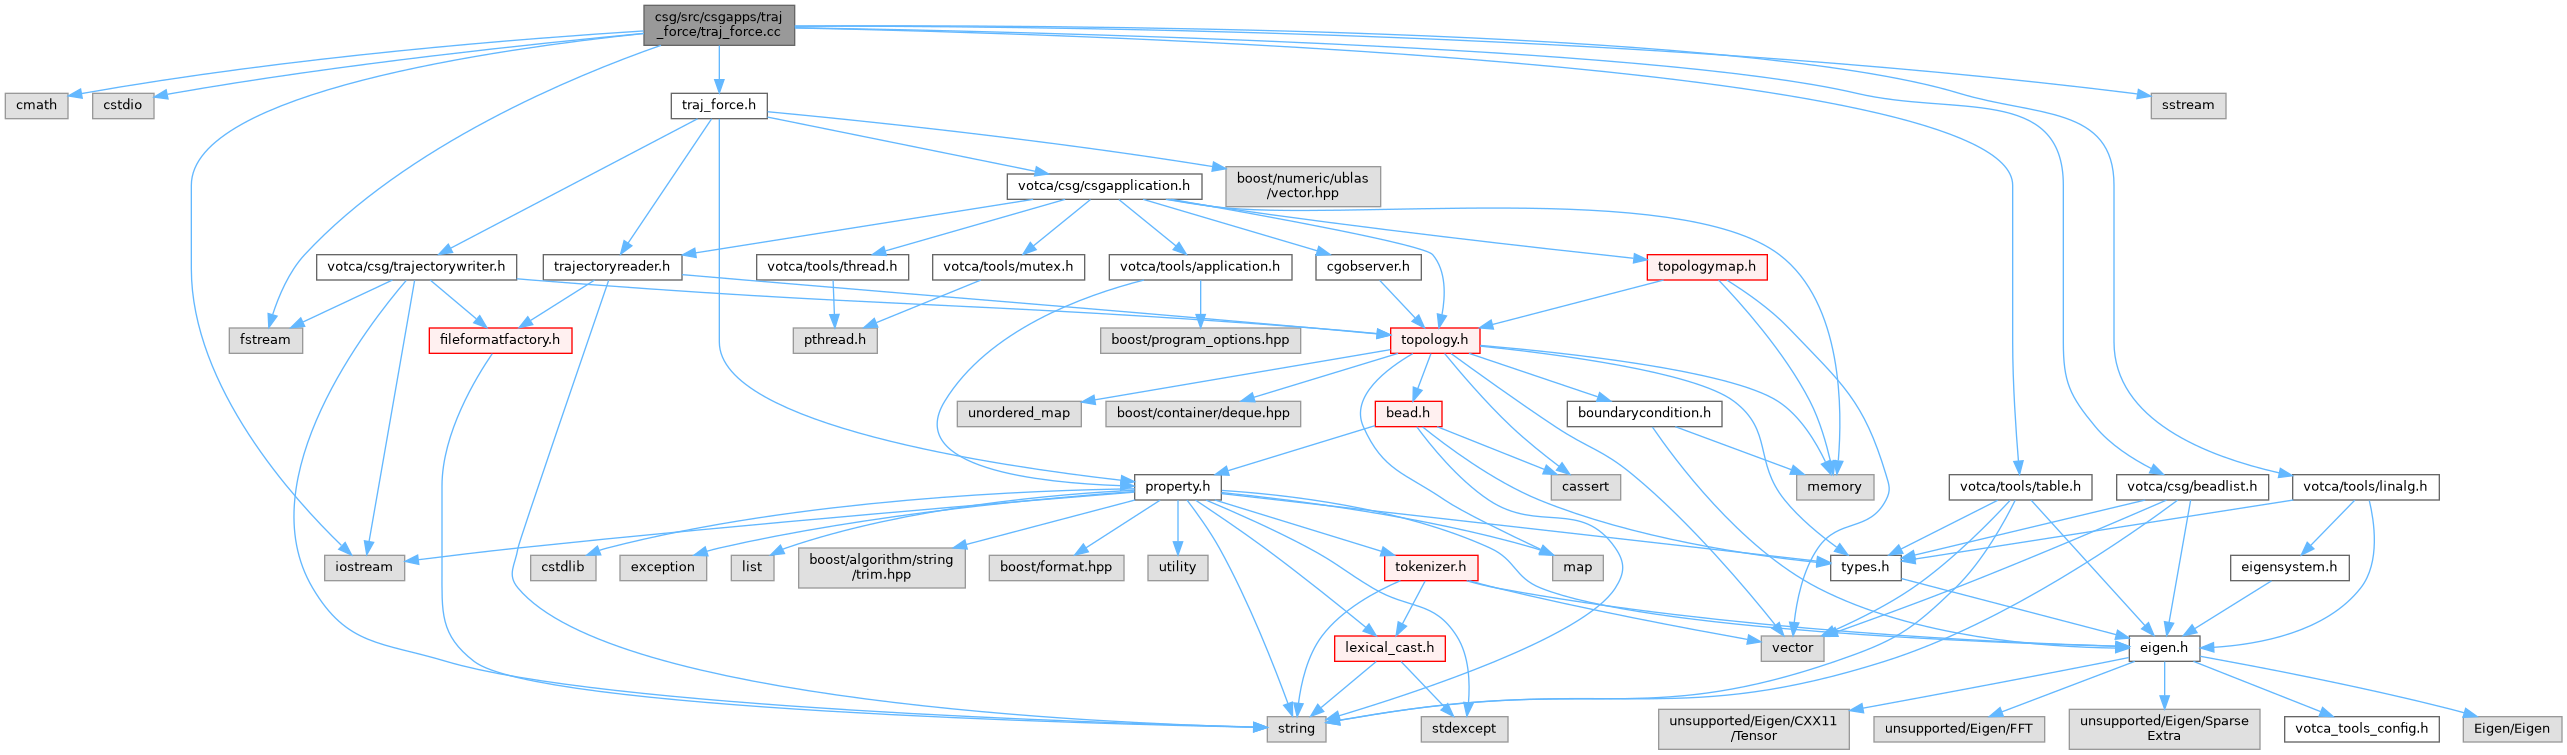 csg/src/csgapps/traj
_force/traj_force.cc
cmath
cstdio
traj_force.h
sstream
votca/csg/csgapplication.h
boost/numeric/ublas
/vector.hpp
votca/csg/trajectorywriter.h
trajectoryreader.h
votca/tools/thread.h
votca/tools/mutex.h
votca/tools/application.h
cgobserver.h
topologymap.h
fstream
fileformatfactory.h
pthread.h
boost/program_options.hpp
topology.h
unordered_map
boost/container/deque.hpp
bead.h
boundarycondition.h
property.h
cassert
memory
votca/tools/table.h
votca/csg/beadlist.h
votca/tools/linalg.h
iostream
cstdlib
exception
list
boost/algorithm/string
/trim.hpp
boost/format.hpp
utility
tokenizer.h
map
types.h
eigensystem.h
lexical_cast.h
vector
eigen.h
string
stdexcept
unsupported/Eigen/CXX11
/Tensor
unsupported/Eigen/FFT
unsupported/Eigen/Sparse
Extra
votca_tools_config.h
Eigen/Eigen